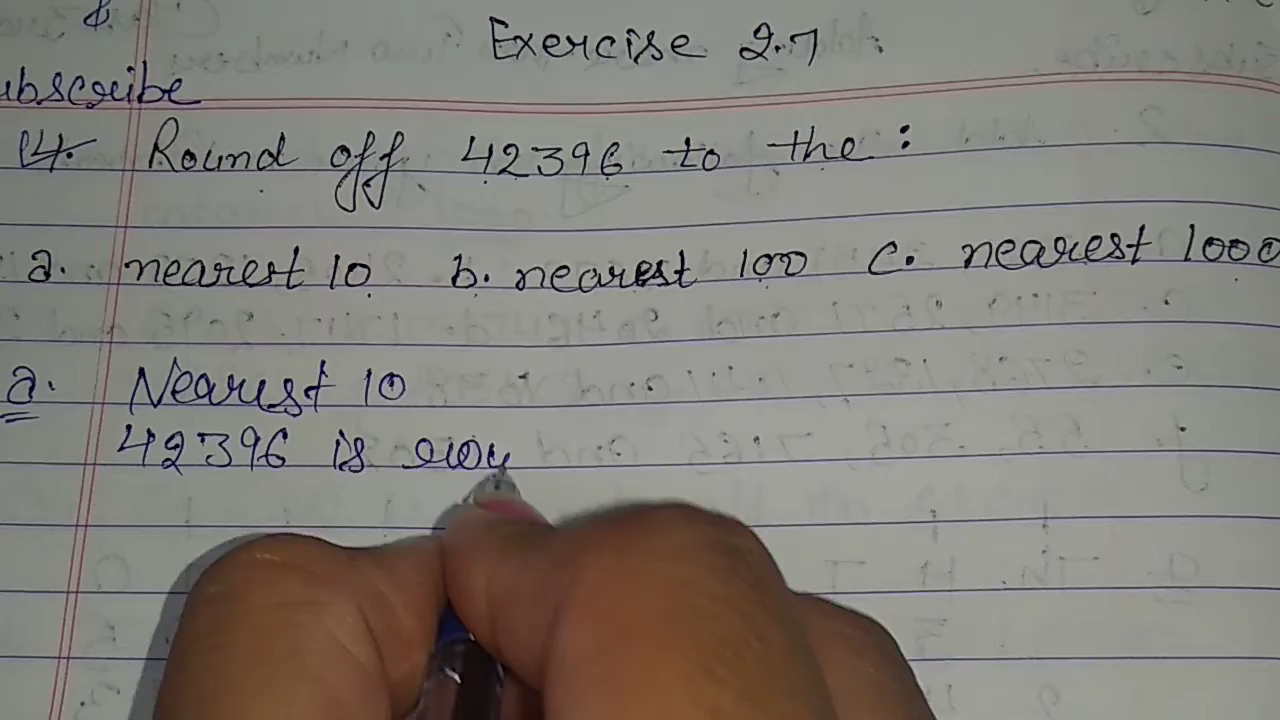 Exercise 2.7
ubscribe
14. Round off 42396 to the :
a. nearest 10 b. nearest 100 c. nearest 1000
a. Nearest 10
42396 is rou